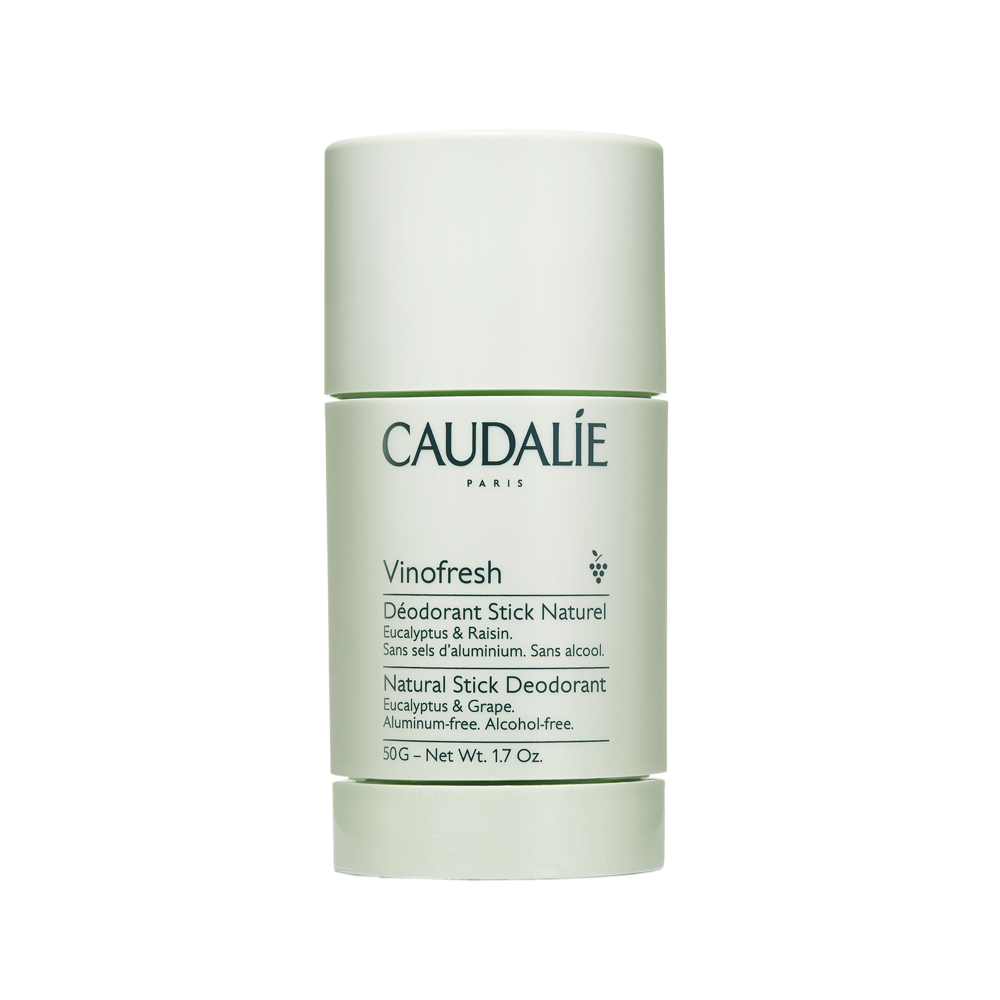 CAUDALÍE
PARIS
Vinofresh
Déodorant Stick Naturel
Eucalyptus & Raisin.
Sans sels d'aluminium. Sans alcool.
Natural Stick Deodorant
Eucalyptus & Grape.
Aluminum-free. Alcohol-free.
50G – Net Wt. 1.7 Oz.